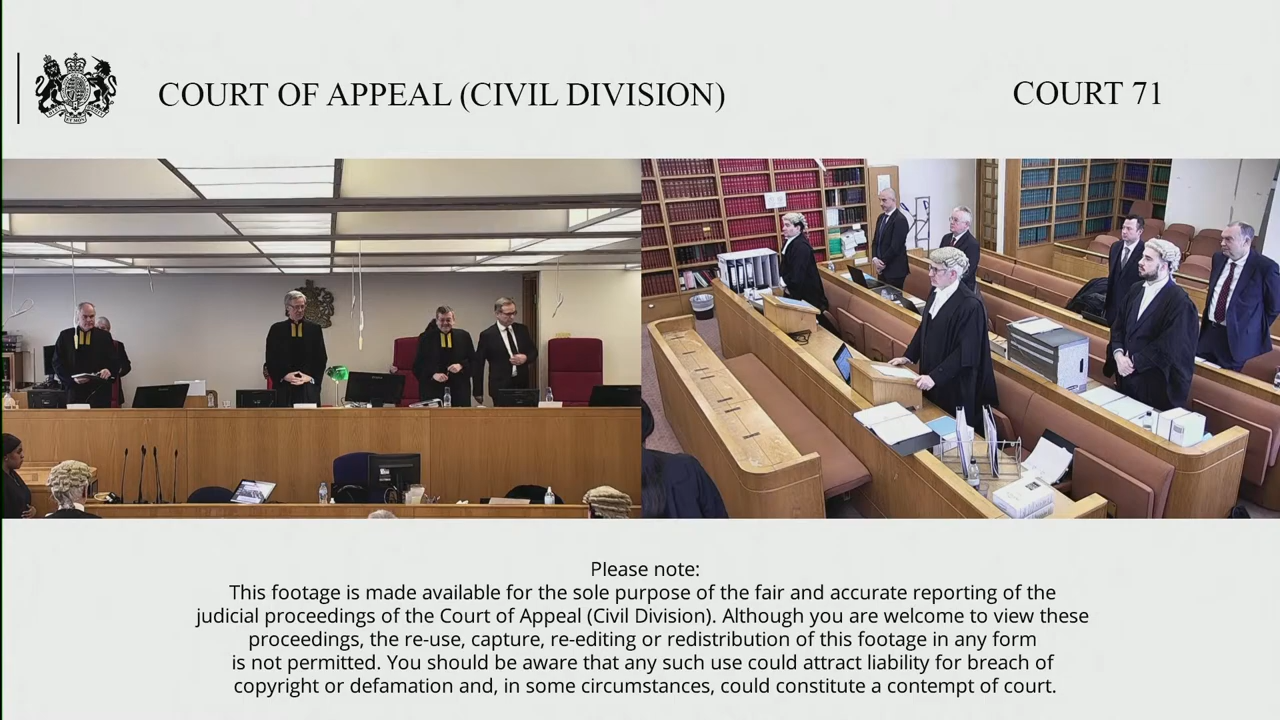 COURT OF APPEAL (CIVIL DIVISION)
COURT 71
Please note:
This footage is made available for the sole purpose of the fair and accurate reporting of the
judicial proceedings of the Court of Appeal (Civil Division). Although you are welcome to view these
proceedings, the re-use, capture, re-editing or redistribution of this footage in any form
is not permitted. You should be aware that any such use could attract liability for breach of
copyright or defamation and, in some circumstances, could constitute a contempt of court.